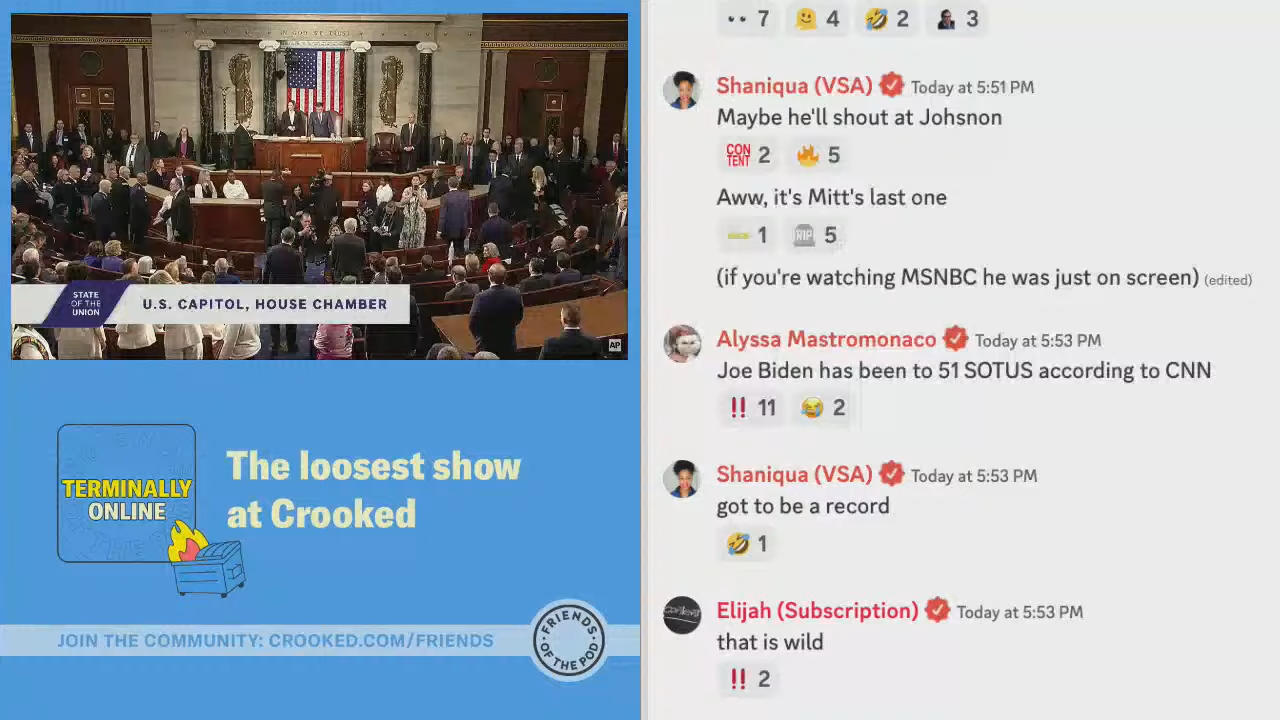 STATE
OF THE
UNION
U.S. CAPITOL, HOUSE CHAMBER
AP
TERMINALLY
ONLINE
The loosest show
at Crooked
JOIN THE COMMUNITY: CROOKED.COM/FRIENDS
FRIENDS
OF THE POD
7 4 2 3
Shaniqua (VSA) Today at 5:51 PM
Maybe he'll shout at Johsnon
CON
TENT 2 5
Aww, it's Mitt's last one
1 RIP 5
(if you're watching MSNBC he was just on screen) (edited)
Alyssa Mastromonaco Today at 5:53 PM
Joe Biden has been to 51 SOTUS according to CNN
‼ 11 😂 2
Shaniqua (VSA) Today at 5:53 PM
got to be a record
🤣 1
Elijah (Subscription) Today at 5:53 PM
that is wild
‼ 2